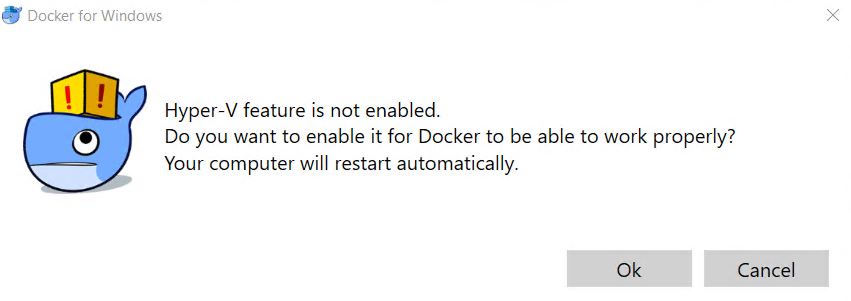 Docker for Windows
Hyper-V feature is not enabled.
Do you want to enable it for Docker to be able to work properly?
Your computer will restart automatically.
Ok
Cancel